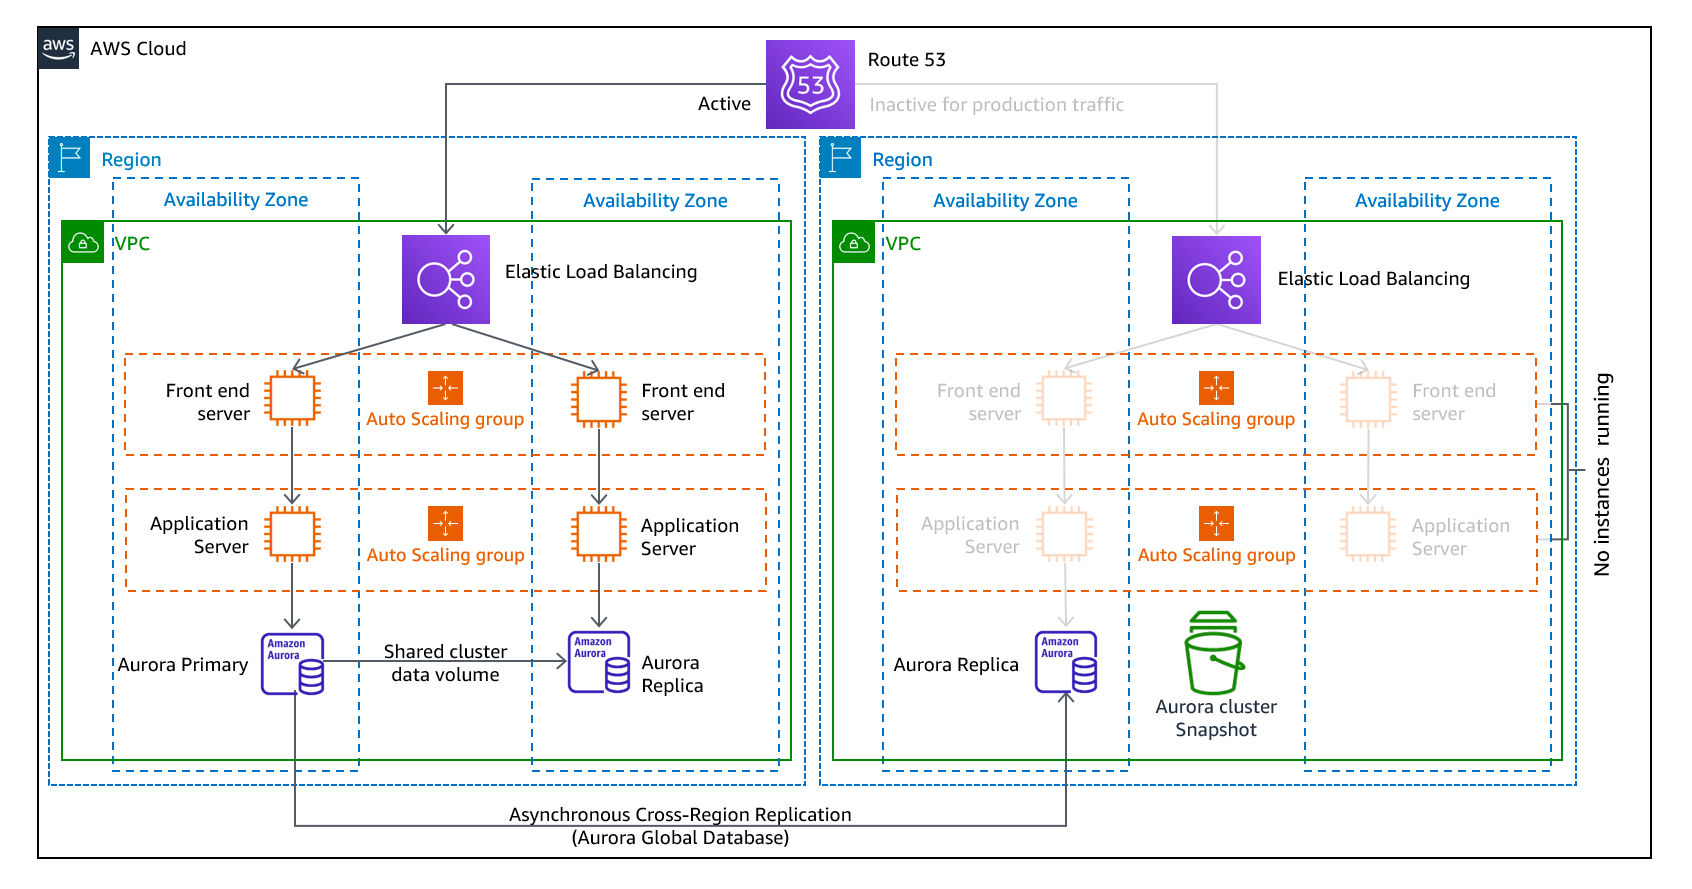 aws
AWS Cloud
Route 53
53
Active
Inactive for production traffic
Region
Availability Zone
Availability Zone
VPC
Elastic Load Balancing
Front end
server
Auto Scaling group
Front end
server
Application
Server
Auto Scaling group
Application
Server
Aurora Primary
Amazon
Aurora
Shared cluster
data volume
Amazon
Aurora
Aurora
Replica
Region
Availability Zone
Availability Zone
VPC
Elastic Load Balancing
Front end
server
Auto Scaling group
Front end
server
Application
Server
Auto Scaling group
Application
Server
No instances running
Aurora Replica
Amazon
Aurora
Aurora cluster
Snapshot
Asynchronous Cross-Region Replication
(Aurora Global Database)